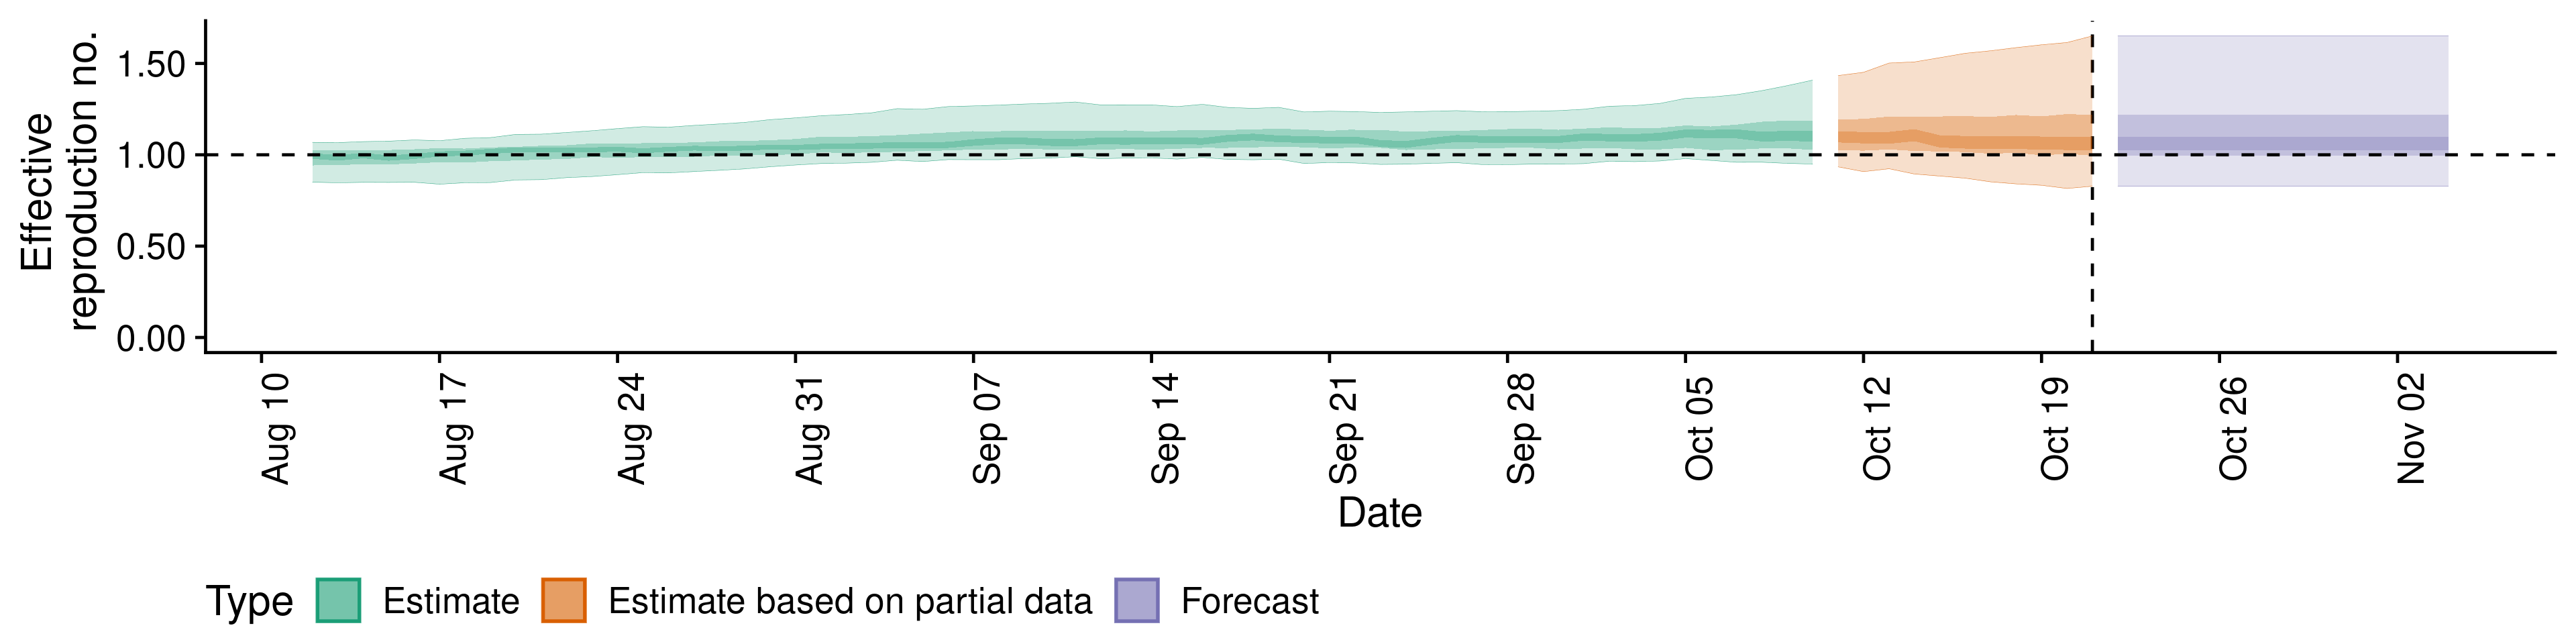 Effective
reproduction no.
1.50
1.00
0.50
0.00
Aug 10
Aug 17
Aug 24
Aug 31
Sep 07
Sep 14
Sep 21
Sep 28
Oct 05
Oct 12
Oct 19
Oct 26
Nov 02
Date
Type Estimate Estimate based on partial data Forecast